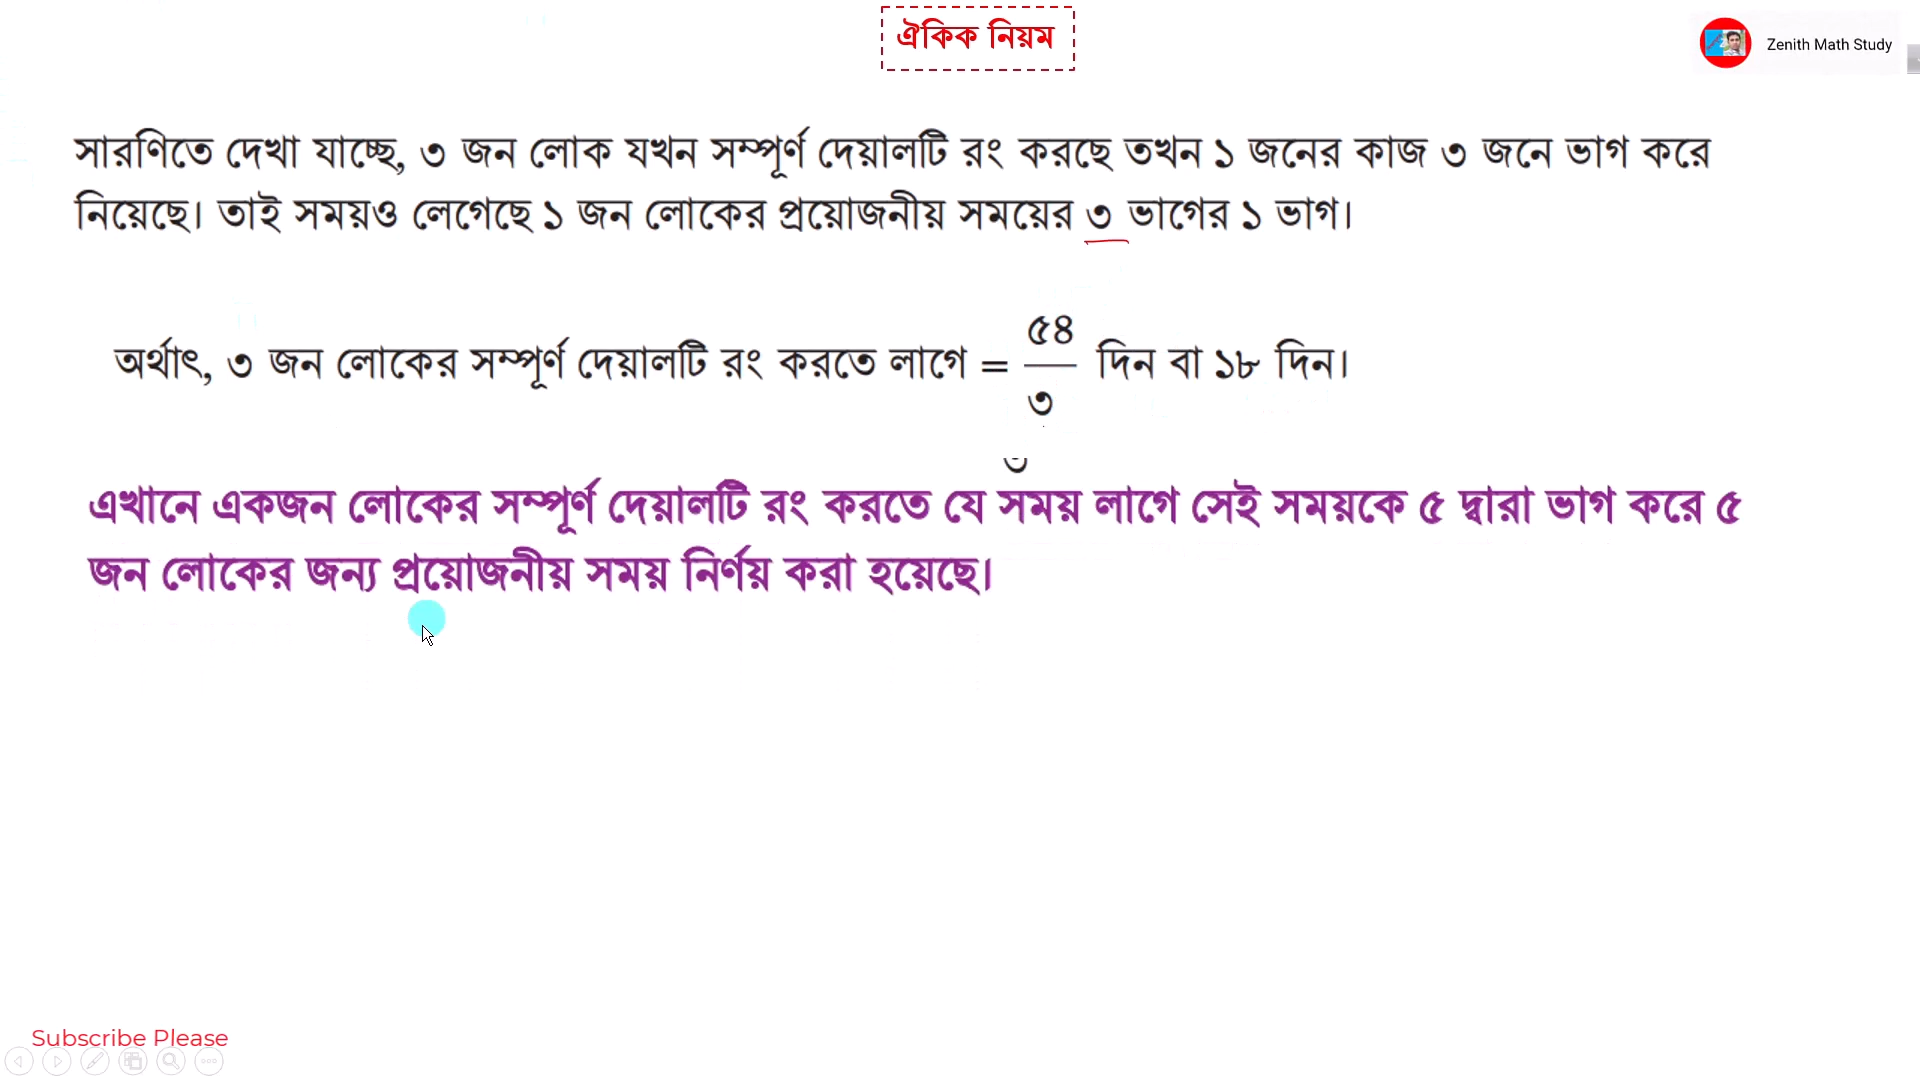 ঐকিক নিয়ম
Zenith Math Study
সারণিতে দেখা যাচ্ছে, ৩ জন লোক যখন সম্পূর্ণ দেয়ালটি রং করছে তখন ১ জনের কাজ ৩ জনে ভাগ করে
নিয়েছে। তাই সময়ও লেগেছে ১ জন লোকের প্রয়োজনীয় সময়ের ৩ ভাগের ১ ভাগ।
অর্থাৎ, ৩ জন লোকের সম্পূর্ণ দেয়ালটি রং করতে লাগে = ৫৪/৩ দিন বা ১৮ দিন।
এখানে একজন লোকের সম্পূর্ণ দেয়ালটি রং করতে যে সময় লাগে সেই সময়কে ৫ দ্বারা ভাগ করে ৫
জন লোকের জন্য প্রয়োজনীয় সময় নির্ণয় করা হয়েছে।
Subscribe Please